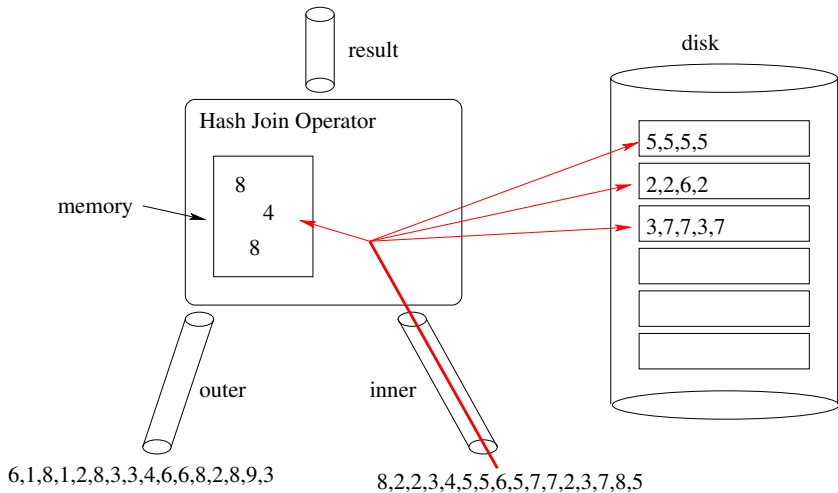 result
disk
Hash Join Operator
5,5,5,5
8
2,2,6,2
memory
4
3,7,7,3,7
8
outer
inner
6,1,8,1,2,8,3,3,4,6,6,8,2,8,9,3
8,2,2,3,4,5,5,6,5,7,7,2,3,7,8,5